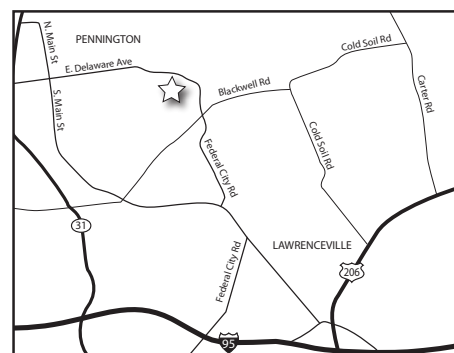 N. Main St
PENNINGTON
Cold Soil Rd
E. Delaware Ave
Blackwell Rd
Carter Rd
S. Main St
Cold Soil Rd
Federal City Rd
31
LAWRENCEVILLE
206
Federal City Rd
95